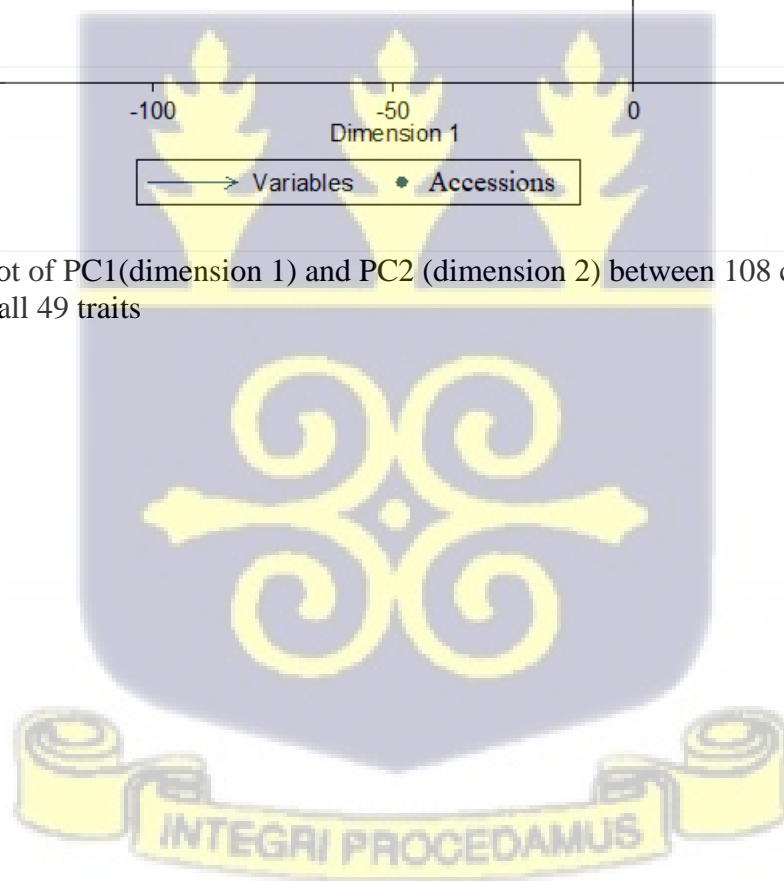 -100 -50 0
Dimension 1
Variables Accessions
of PC1(dimension 1) and PC2 (dimension 2) between 108
all 49 traits
INTEGRI PROCEDAMUS